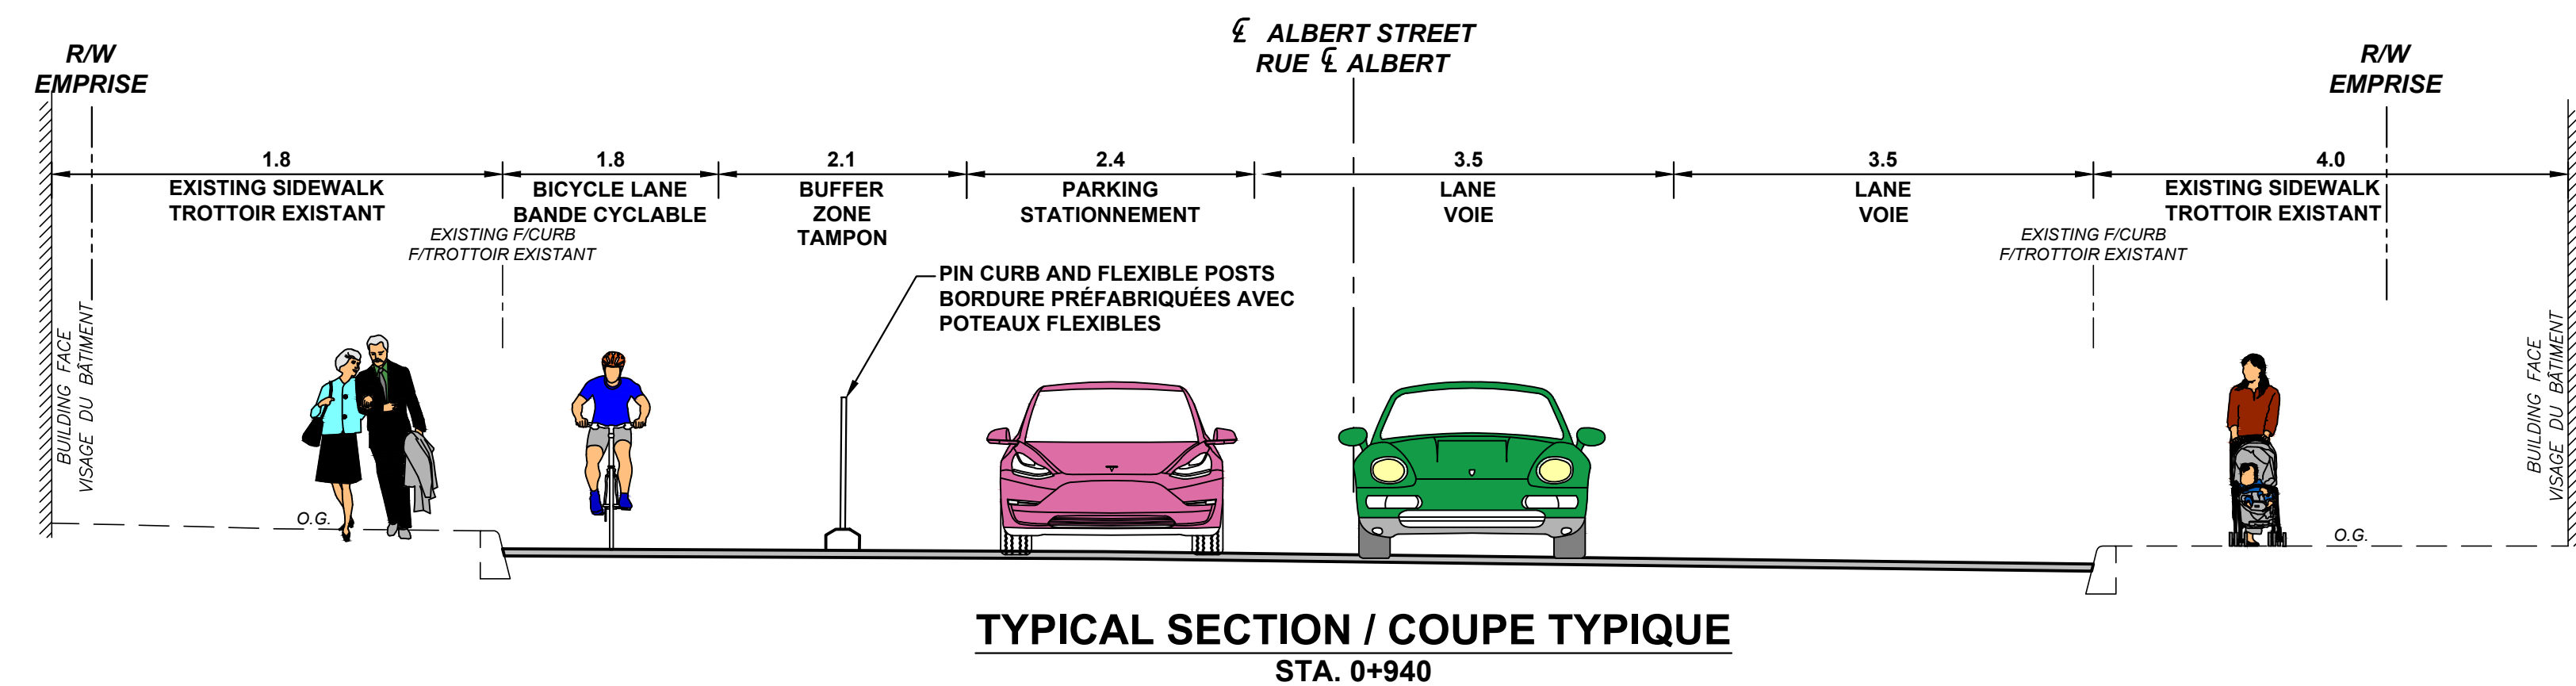 ℄ ALBERT STREET
RUE ℄ ALBERT
R/W
EMPRISE
R/W
EMPRISE
1.8
EXISTING SIDEWALK
TROTTOIR EXISTANT
1.8
BICYCLE LANE
BANDE CYCLABLE
2.1
BUFFER
ZONE
TAMPON
2.4
PARKING
STATIONNEMENT
3.5
LANE
VOIE
3.5
LANE
VOIE
4.0
EXISTING SIDEWALK
TROTTOIR EXISTANT
EXISTING F/CURB
F/TROTTOIR EXISTANT
EXISTING F/CURB
F/TROTTOIR EXISTANT
PIN CURB AND FLEXIBLE POSTS
BORDURE PRÉFABRIQUÉES AVEC
POTEAUX FLEXIBLES
BUILDING FACE
VISAGE DU BÂTIMENT
BUILDING FACE
VISAGE DU BÂTIMENT
O.G.
O.G.
TYPICAL SECTION / COUPE TYPIQUE
STA. 0+940